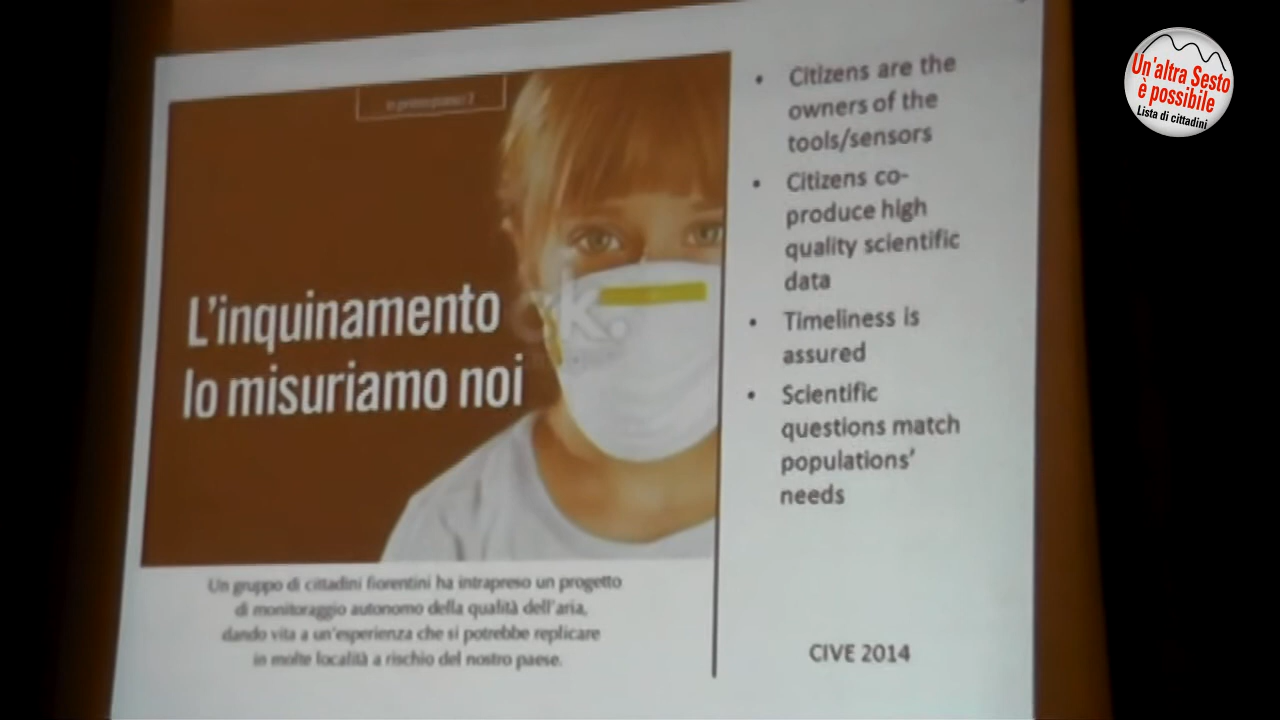 Un'altra Sesto
è possibile
Lista di cittadini
L'inquinamento
lo misuriamo noi
ok.
Un gruppo di cittadini fiorentini ha intrapreso un progetto
di monitoraggio autonomo della qualità dell'aria,
dando vita a un'esperienza che si potrebbe replicare
in molte località a rischio del nostro paese.
• Citizens are the
owners of the
tools/sensors
• Citizens co-
produce high
quality scientific
data
• Timeliness is
assured
• Scientific
questions match
populations'
needs
CIVE 2014